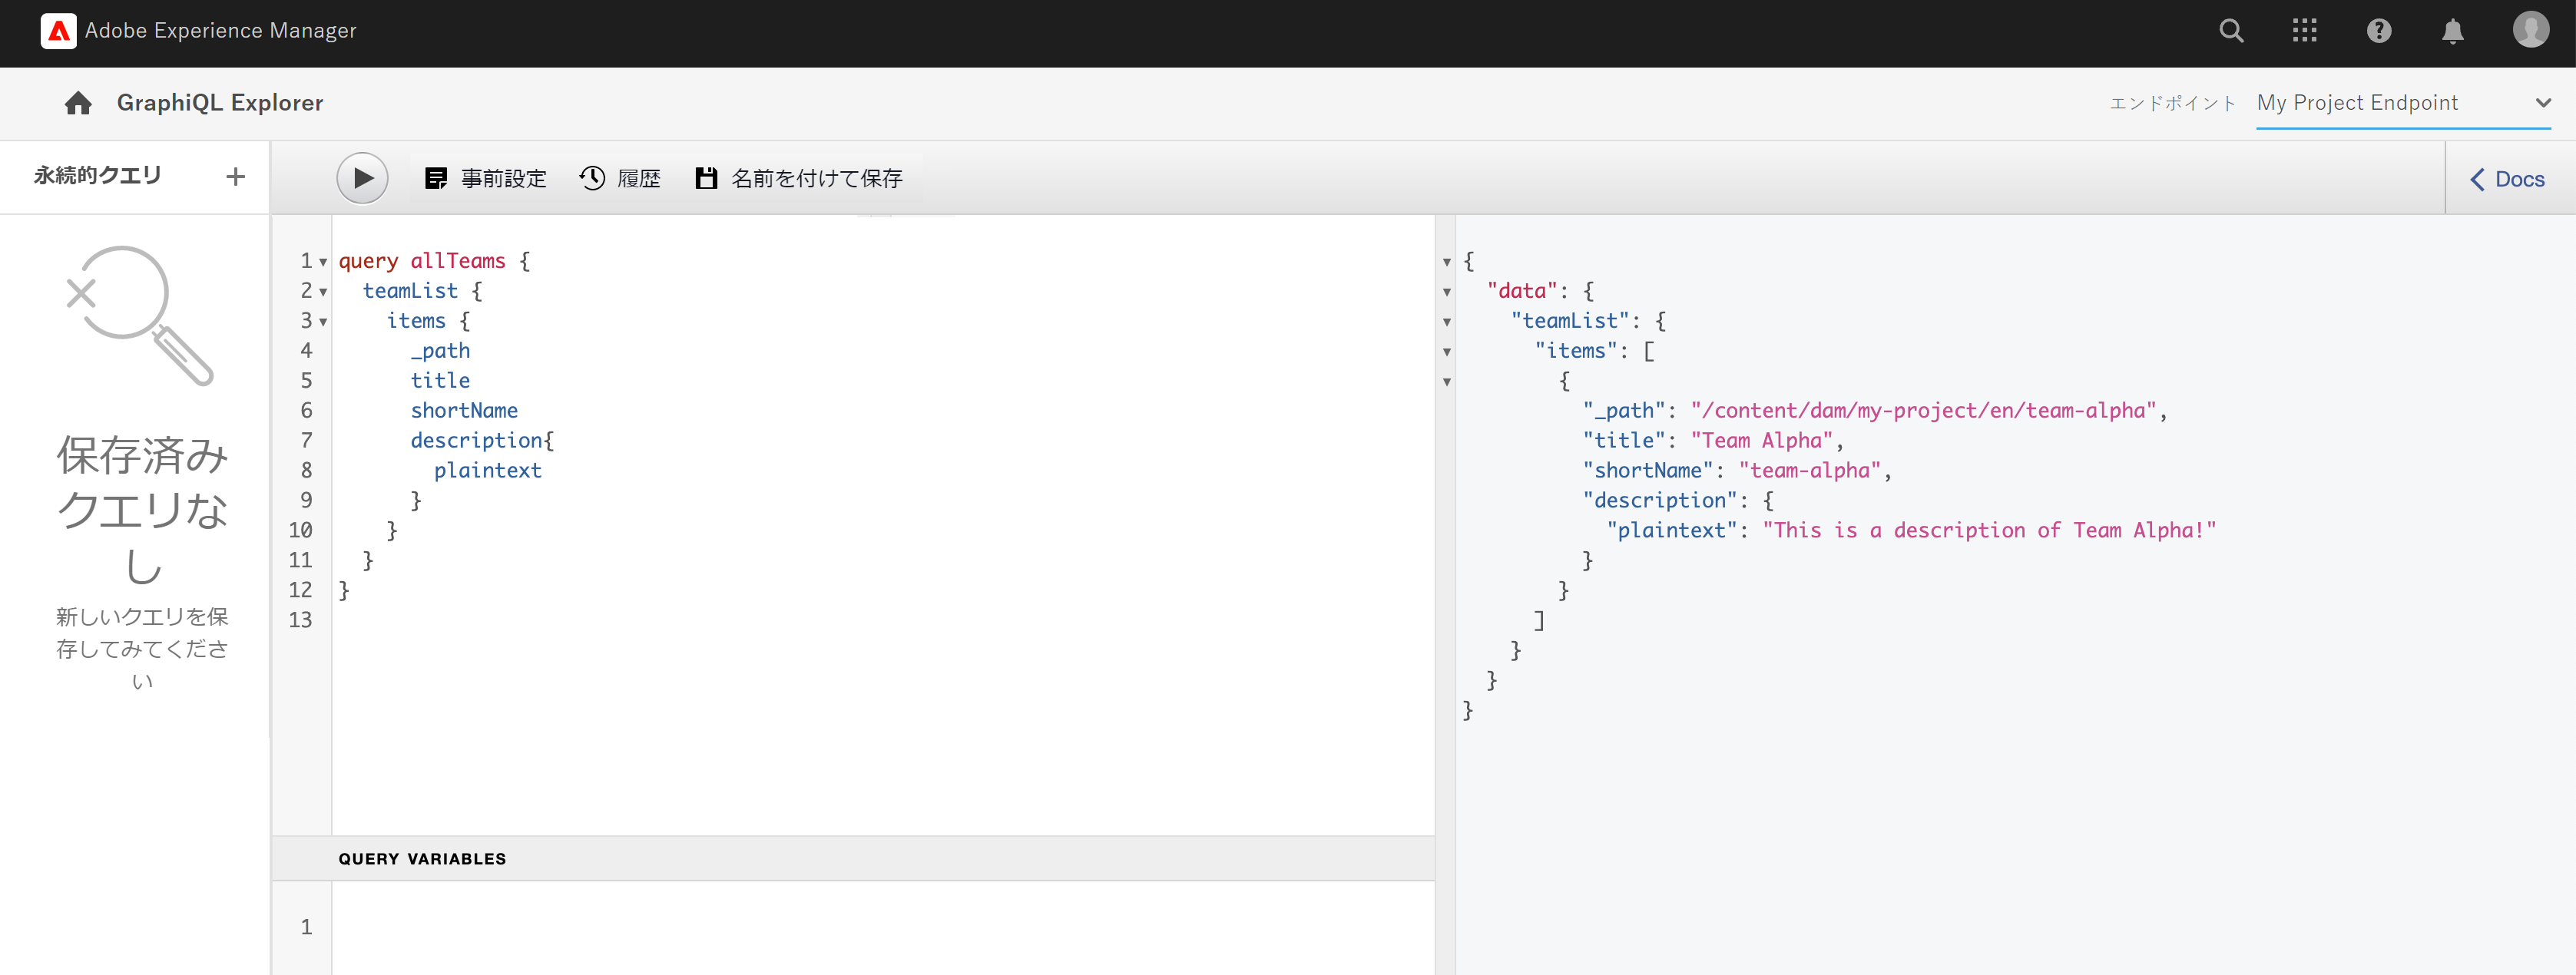 Adobe Experience Manager
GraphiQL Explorer
エンドポイント My Project Endpoint
永続的クエリ +
事前設定 履歴 名前を付けて保存
Docs
保存済み
クエリな
し
新しいクエリを保
存してみてくださ
い
1 query allTeams {
2 teamList {
3 items {
4 _path
5 title
6 shortName
7 description{
8 plaintext
9 }
10 }
11 }
12 }
13
QUERY VARIABLES
1
{
"data": {
"teamList": {
"items": [
{
"_path": "/content/dam/my-project/en/team-alpha",
"title": "Team Alpha",
"shortName": "team-alpha",
"description": {
"plaintext": "This is a description of Team Alpha!"
}
}
]
}
}
}